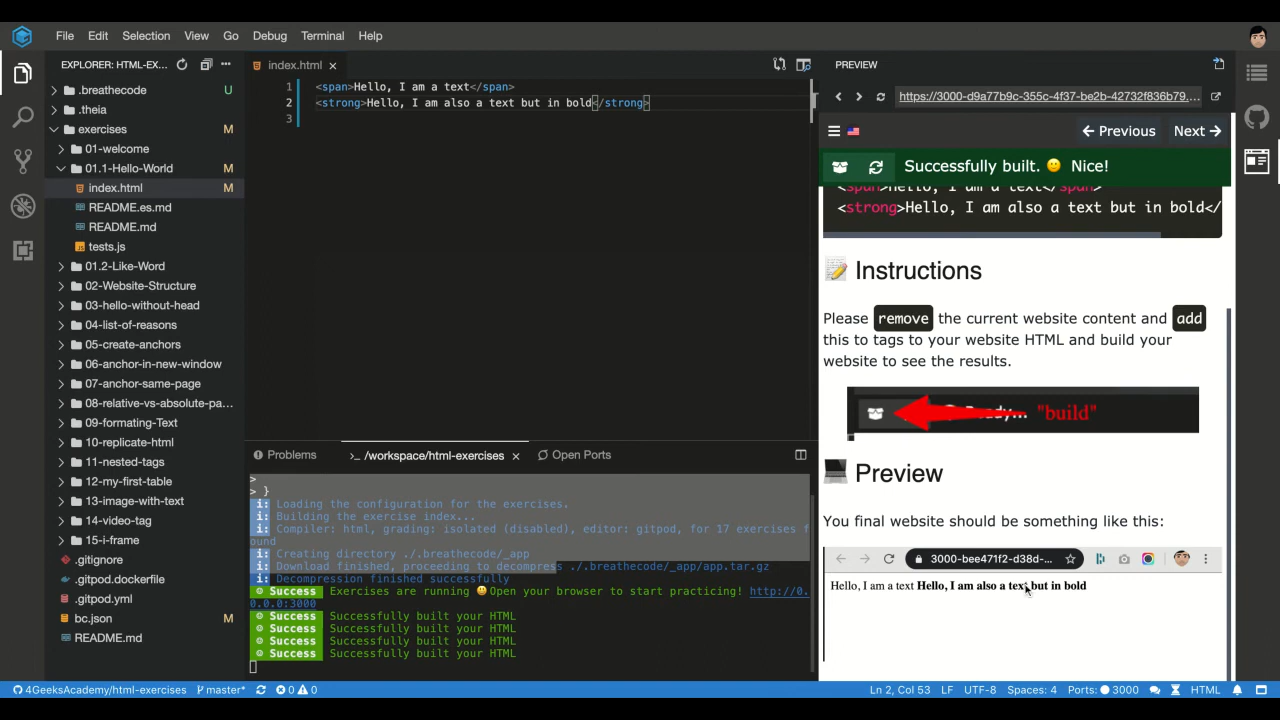 File Edit Selection View Go Debug Terminal Help
EXPLORER: HTML-EX...
.breathecode U
.theia
exercises M
01-welcome
01.1-Hello-World M
index.html M
README.es.md
README.md
tests.js
01.2-Like-Word
02-Website-Structure
03-hello-without-head
04-list-of-reasons
05-create-anchors
06-anchor-in-new-window
07-anchor-same-page
08-relative-vs-absolute-pa...
09-formating-Text
10-replicate-html
11-nested-tags
12-my-first-table
13-image-with-text
14-video-tag
15-i-frame
.gitignore
.gitpod.dockerfile
.gitpod.yml
bc.json M
README.md
index.html
1 <span>Hello, I am a text</span>
2 <strong>Hello, I am also a text but in bold</strong>
3
Problems >_ /workspace/html-exercises Open Ports
>
> }
i: Loading the configuration for the exercises.
i: Building the exercise index...
i: Compiler: html, grading: isolated (disabled), editor: gitpod, for 17 exercises f
ound
i: Creating directory ./.breathecode/_app
i: Download finished, proceeding to decompress ./.breathecode/_app/app.tar.gz
i: Decompression finished successfully
Success Exercises are running 😃Open your browser to start practicing! http://0.
0.0.0:3000
Success Successfully built your HTML
Success Successfully built your HTML
Success Successfully built your HTML
Success Successfully built your HTML
PREVIEW
https://3000-d9a77b9c-355c-4f37-be2b-42732f836b79....
Previous Next
Successfully built. 🙂 Nice!
<span>Hello, I am a text</span>
<strong>Hello, I am also a text but in bold</
📝 Instructions
Please remove the current website content and add
this to tags to your website HTML and build your
website to see the results.
Ready... "build"
💻 Preview
You final website should be something like this:
3000-bee471f2-d38d-...
Hello, I am a text Hello, I am also a text but in bold
4GeeksAcademy/html-exercises master* 0 0 Ln 2, Col 53 LF UTF-8 Spaces: 4 Ports: 3000 HTML